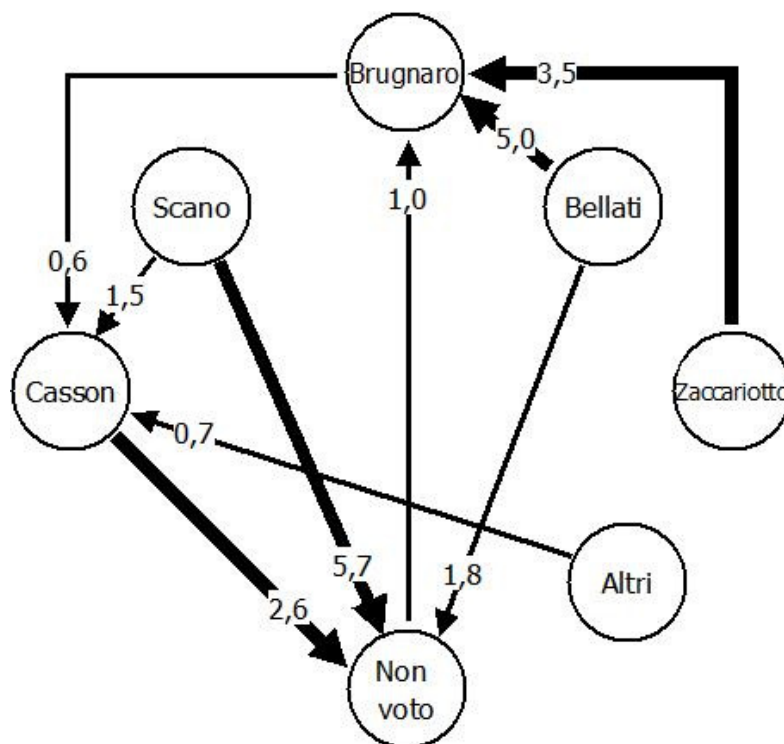 Brugnaro
3,5
5,0
Scano
1,0
Bellati
0,6
1,5
Casson
Zaccariotto
0,7
5,7
1,8
Altri
2,6
Non
voto